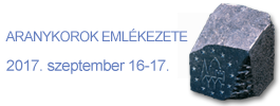 ARANYKOROK EMLÉKEZETE
2017. szeptember 16-17.